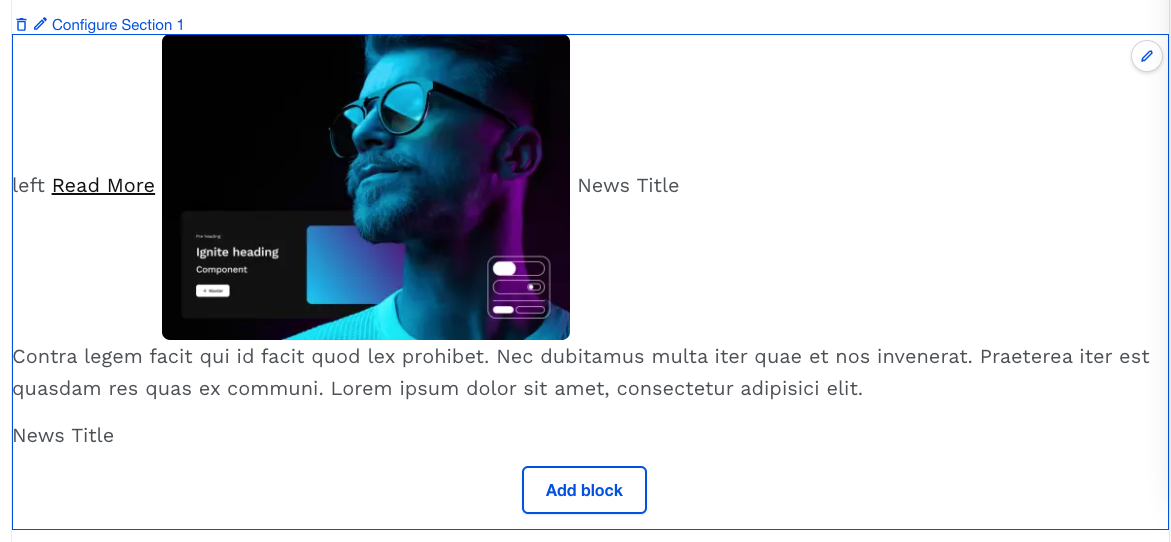 Configure Section 1
left Read More News Title
Pre heading
Ignite heading
Component
Contra legem facit qui id facit quod lex prohibet. Nec dubitamus multa iter quae et nos invenerat. Praeterea iter est
quasdam res quas ex communi. Lorem ipsum dolor sit amet, consectetur adipisici elit.
News Title
Add block